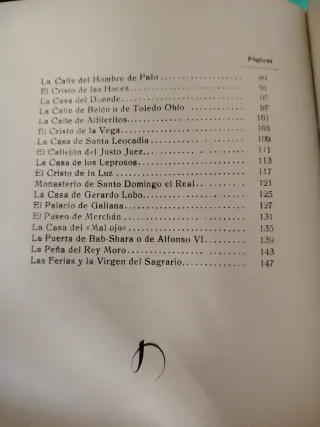 Páginas
La Calle del Hombre de Palo 89
El Cristo de las Hoces 91
La Casa del Duende 95
La Calle de Belén o de Toledo Ohio 97
La Calle de Alfileritos 101
El Cristo de la Vega 103
La Casa de Santa Leocadia 109
El Callejón del Justo Juez 111
La Casa de los Leprosos 113
El Cristo de la Luz 117
Monasterio de Santo Domingo el Real 121
La Casa de Gerardo Lobo 125
El Palacio de Galiana 127
El Paseo de Merchán 131
La Casa del «Mal ojo» 135
La Puerta de Bab-Shara o de Alfonso VI 139
La Peña del Rey Moro 143
Las Ferias y la Virgen del Sagrario 147